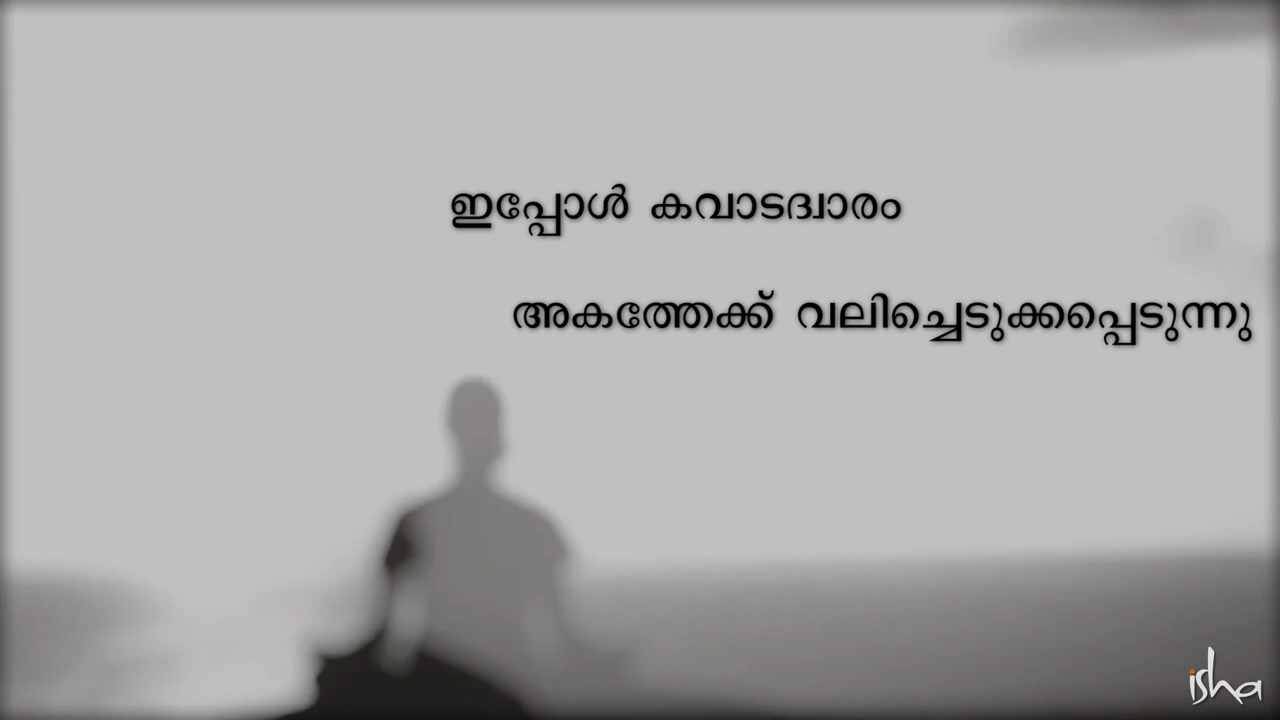 ഇപ്പോൾ കവാടദ്വാരം
അകത്തേക്ക് വലിച്ചെടുക്കപ്പെടുന്നു
isha